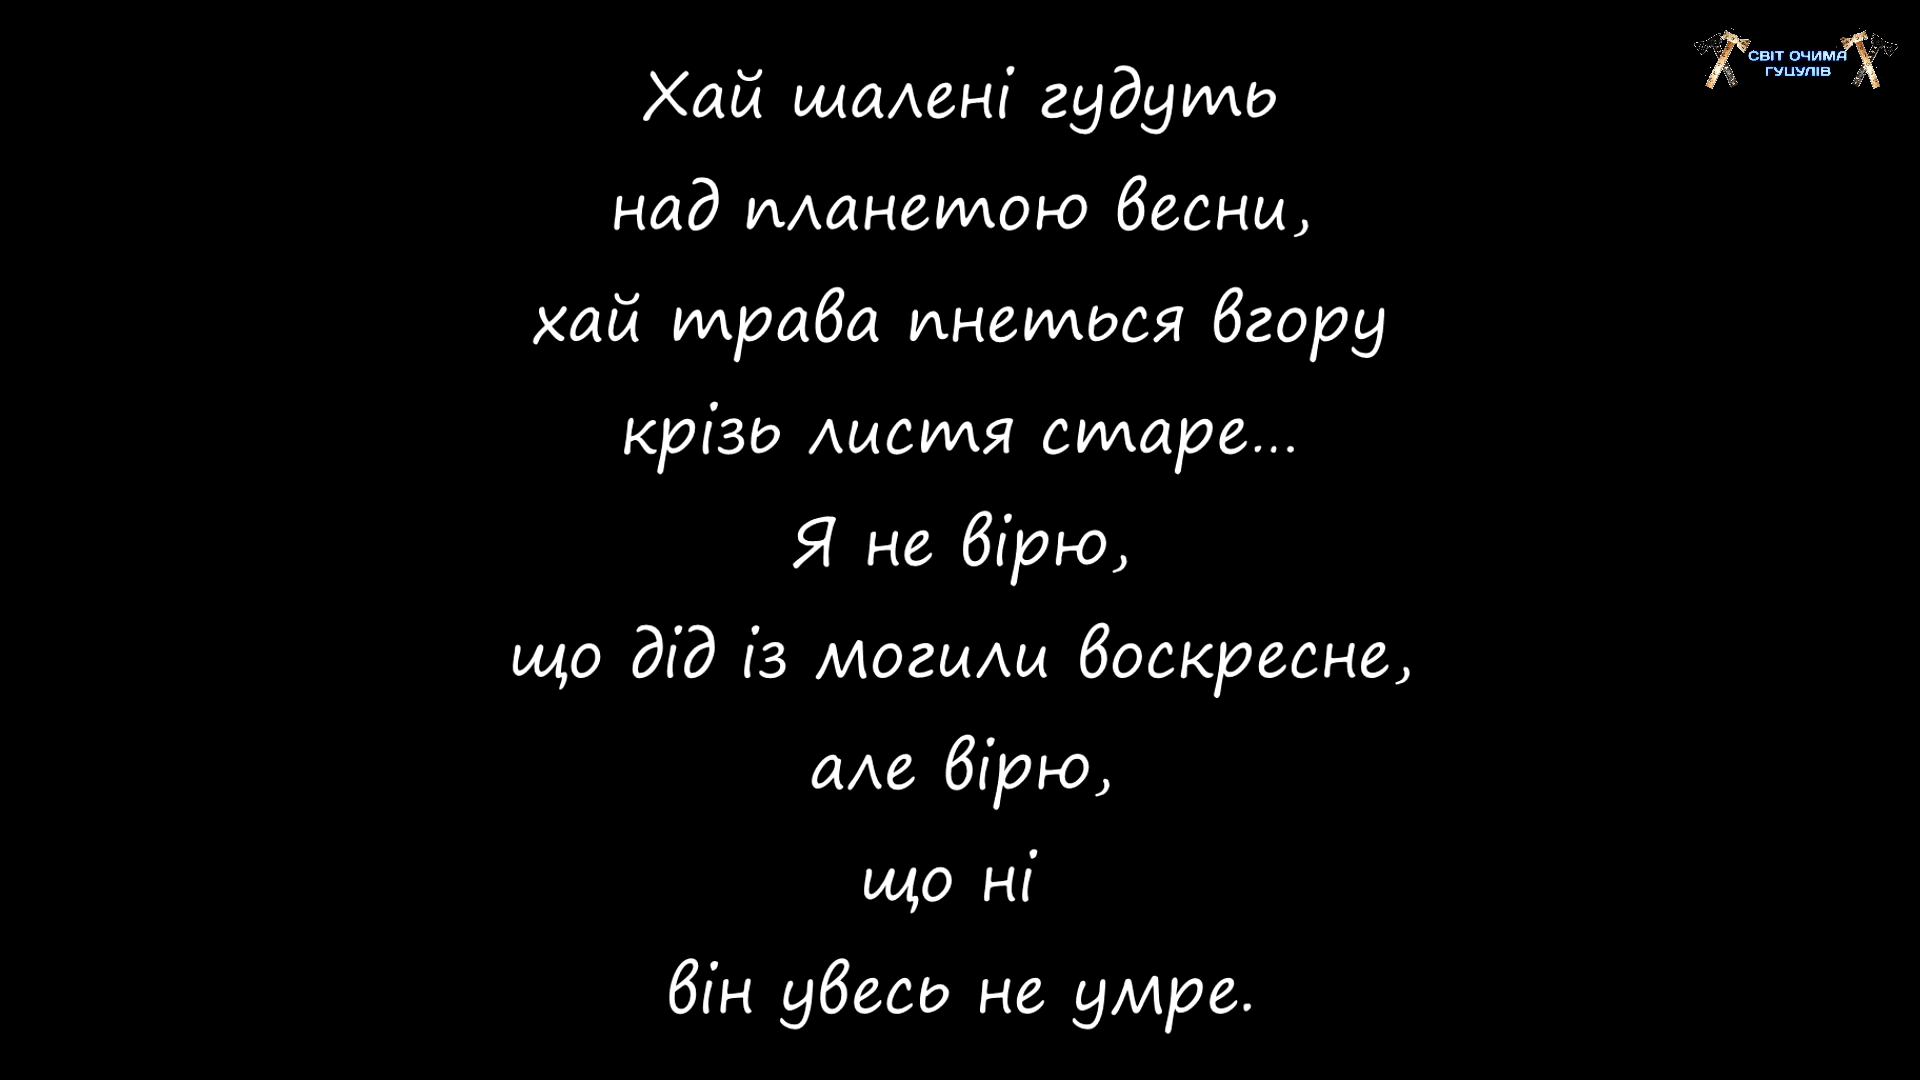 СВІТ ОЧИМА
ГУЦУЛІВ
Хай шалені гудуть
над планетою весни,
хай трава пнеться вгору
крізь листя старе...
Я не вірю,
що дід із могили воскресне,
але вірю,
що ні
він увесь не умре.